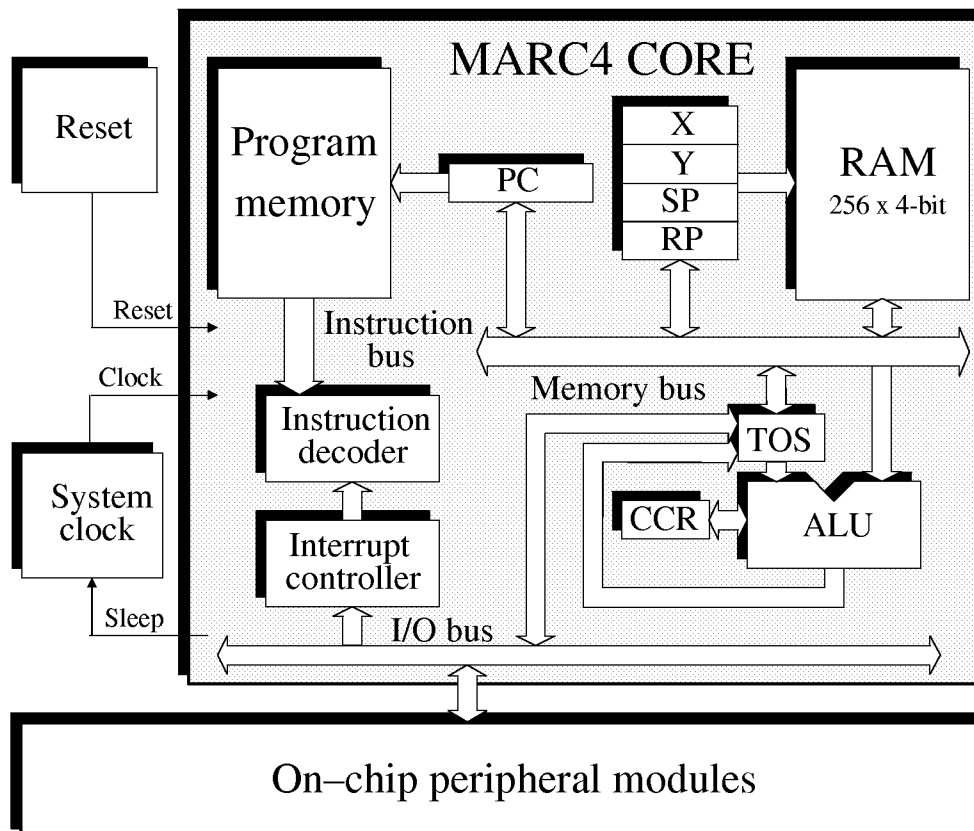 MARC4 CORE
Reset
Program
memory
PC
X
Y
SP
RP
RAM
256 x 4-bit
Reset
Instruction
bus
Clock
Memory bus
Instruction
decoder
TOS
System
clock
CCR
ALU
Interrupt
controller
Sleep
I/O bus
On–chip peripheral modules